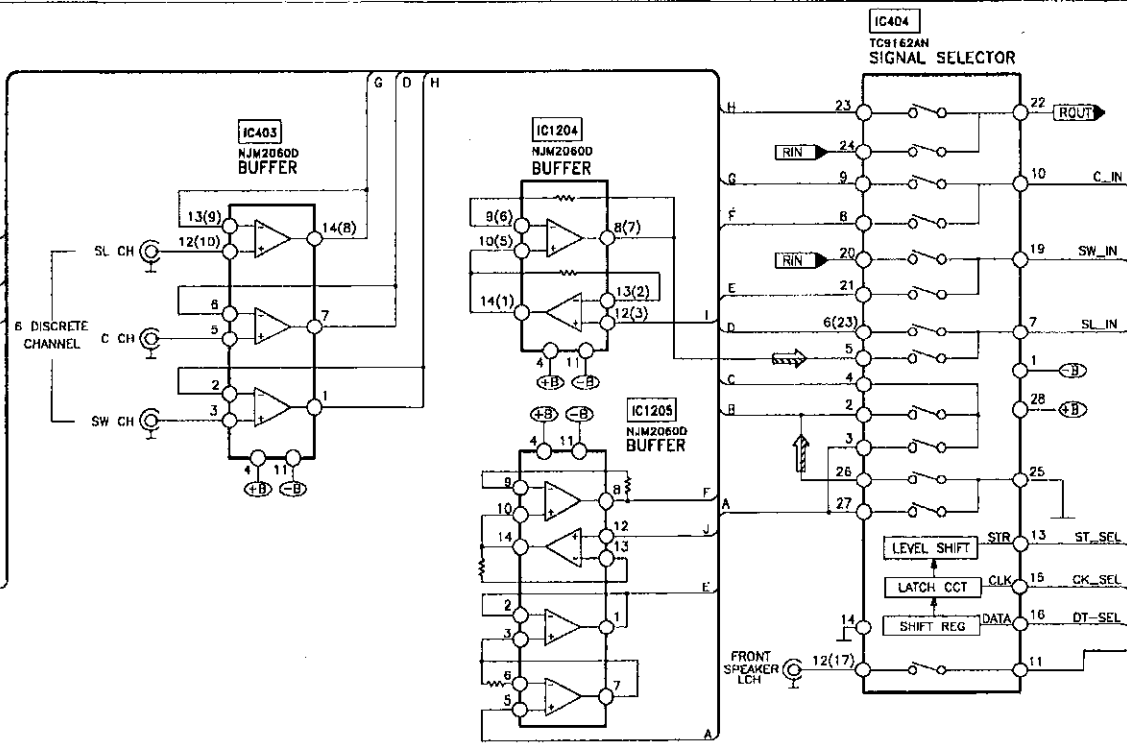 IC404
TC9162AN
SIGNAL SELECTOR
G D H
IC403
NJM2060D
BUFFER
13(9)
12(10)
14(8)
SL CH
6
5
7
6 DISCRETE
CHANNEL
C CH
2
3
1
SW CH
4 11
+B -B
IC1204
NJM2060D
BUFFER
9(6)
10(5)
8(7)
14(1)
13(2)
12(3)
I
4 11
+B -B
+B -B
4 11
IC1205
NJM2060D
BUFFER
9
10
14
8
12
13
2
3
1
6
5
7
F
J
E
A
A
H 23
RIN 24
G 9
F 8
RIN 20
E 21
D 6(23)
5
C 4
B 2
3
26
27
22 ROUT
10 C_IN
19 SW_IN
7 SL_IN
1 -B
28 +B
25
LEVEL SHIFT STR 13 ST_SEL
LATCH CCT CLK 15 CK_SEL
SHIFT REG DATA 16 DT-SEL
14
FRONT
SPEAKER
LCH
12(17)
11